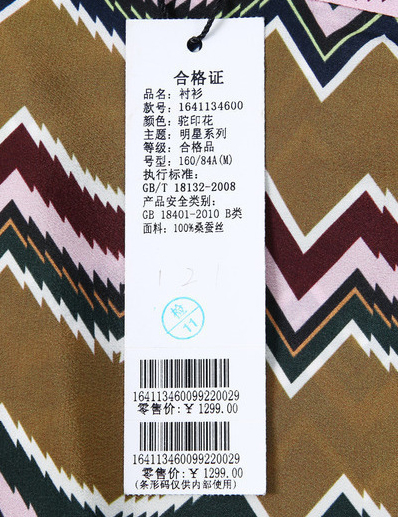 合格证
品名：衬衫
款号：1641134600
颜色：驼印花
主题：明星系列
等级：合格品
号型：160/84A(M)
执行标准：
GB/T 18132-2008
产品安全类别：
GB 18401-2010 B类
面料：100%桑蚕丝
121
检
11
164113460099220029
零售价:￥1299.00
164113460099220029
零售价:￥1299.00
(条形码仅供内部使用)